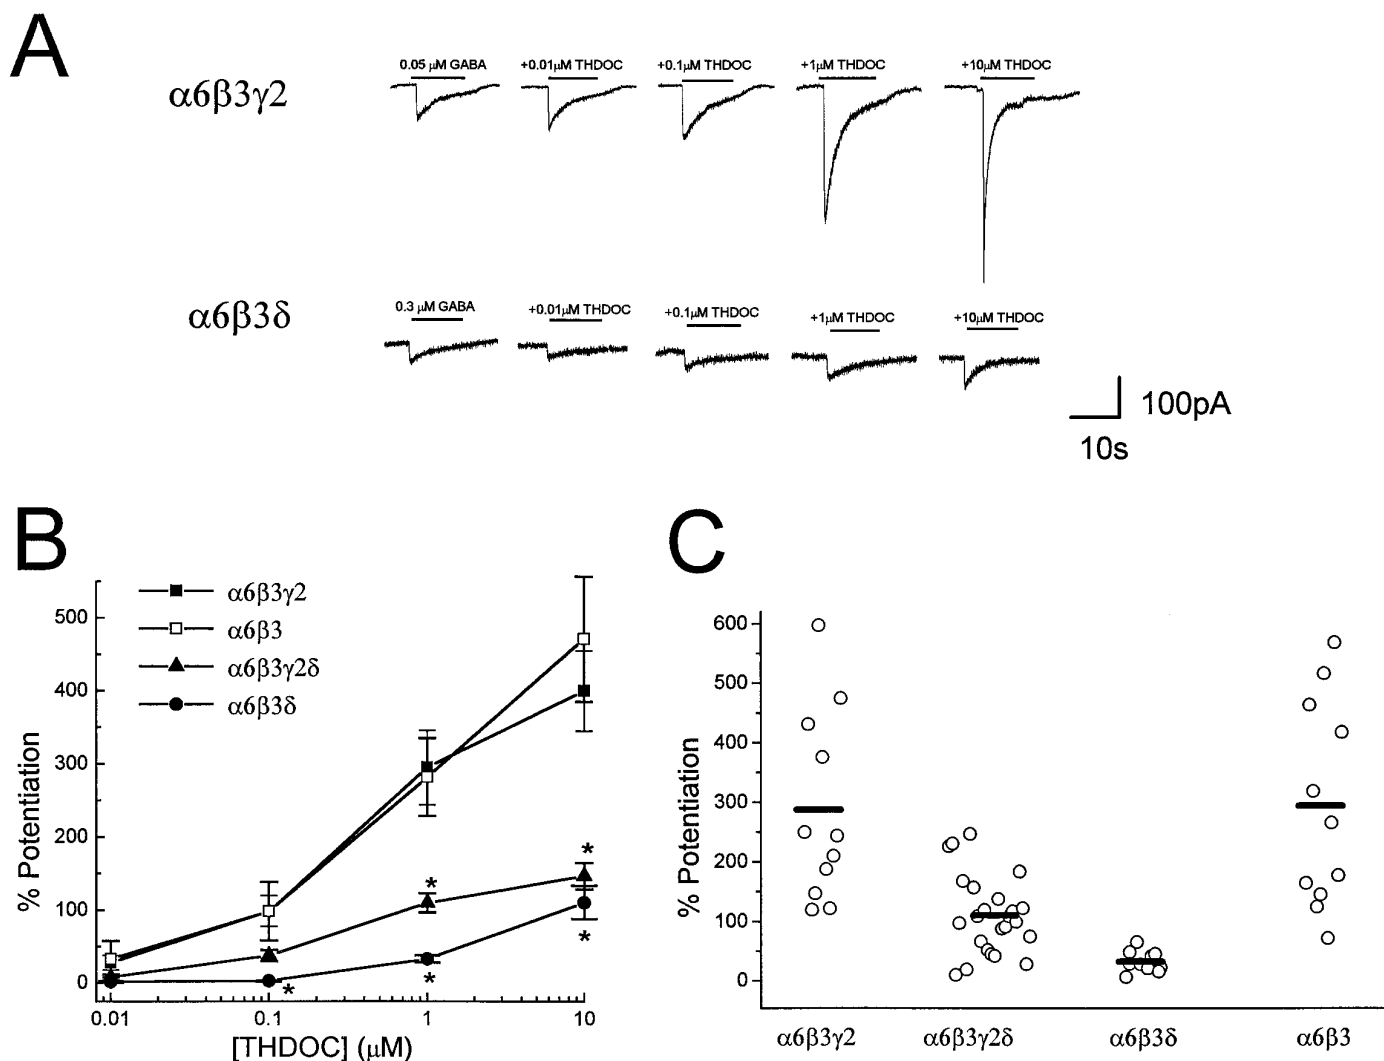 A
α6β3γ2
0.05 μM GABA
+0.01μM THDOC
+0.1μM THDOC
+1μM THDOC
+10μM THDOC
α6β3δ
0.3 μM GABA
+0.01μM THDOC
+0.1μM THDOC
+1μM THDOC
+10μM THDOC
100pA
10s
B
α6β3γ2
α6β3
α6β3γ2δ
α6β3δ
% Potentiation
500
400
300
200
100
0
*
*
*
*
*
0.01
0.1
1
10
[THDOC] (μM)
C
% Potentiation
600
500
400
300
200
100
0
α6β3γ2
α6β3γ2δ
α6β3δ
α6β3